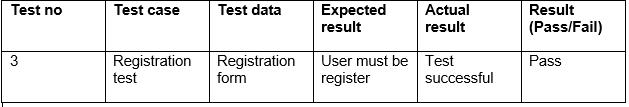 Test no Test case Test data Expected Actual Result
result result (Pass/Fail)
3 Registration Registration User must be Test Pass
test form register successful